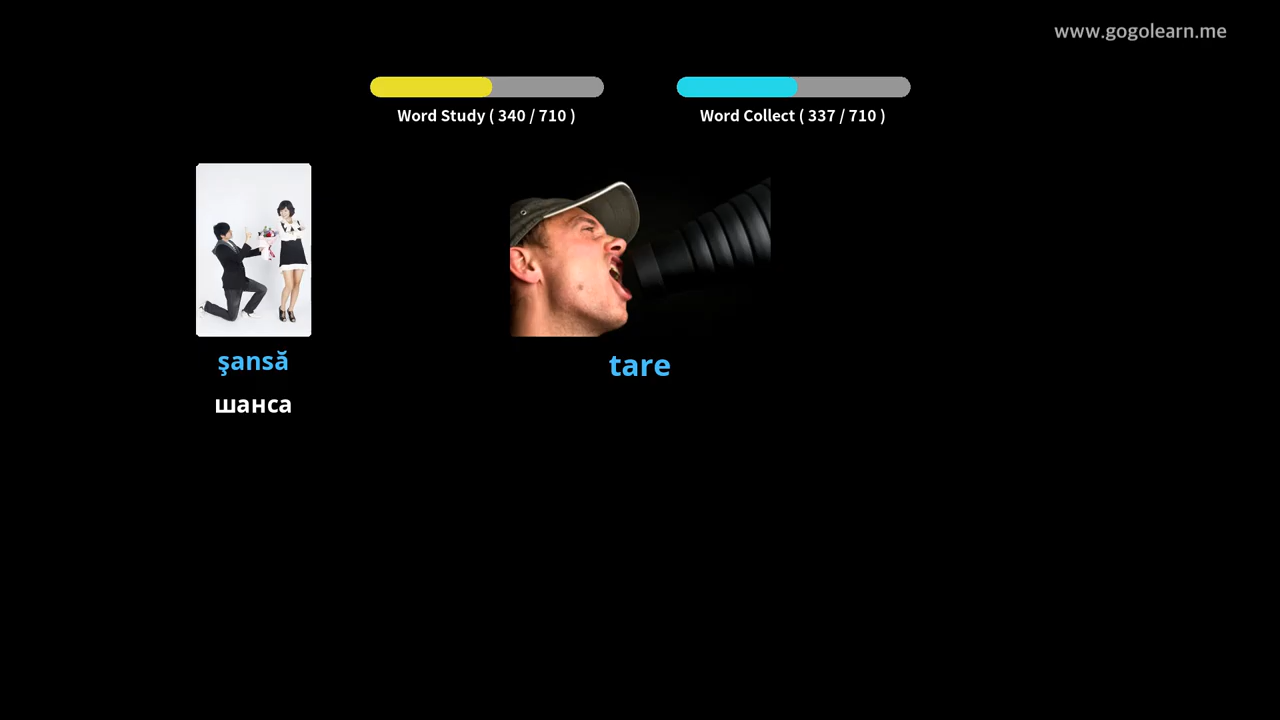 www.gogolearn.me
Word Study ( 340 / 710 )
Word Collect ( 337 / 710 )
şansă
шанса
tare